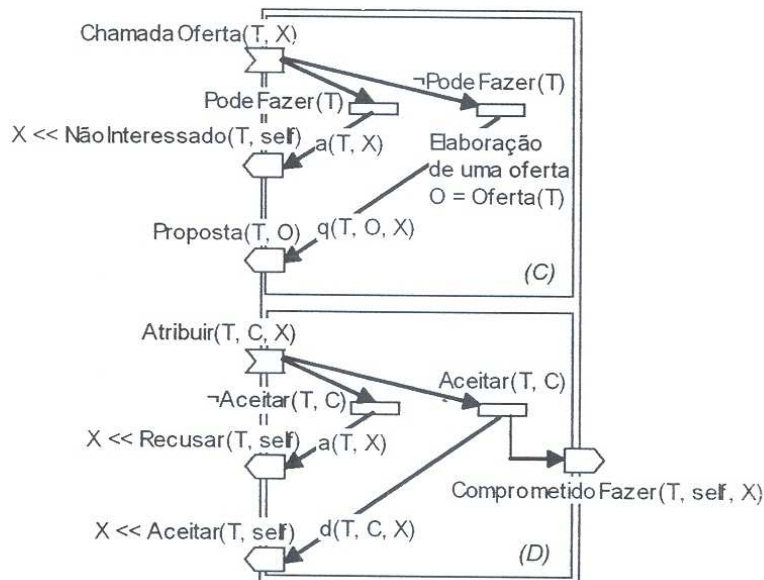 Chamada Oferta(T, X)
¬Pode Fazer(T)
Pode Fazer(T)
X << Não Interessado(T, self)
a(T, X)
Elaboração
de uma oferta
O = Oferta(T)
Proposta(T, O)
q(T, O, X)
(C)
Atribuir(T, C, X)
Aceitar(T, C)
¬Aceitar(T, C)
X << Recusar(T, self)
a(T, X)
Comprometido Fazer(T, self, X)
X << Aceitar(T, self)
d(T, C, X)
(D)